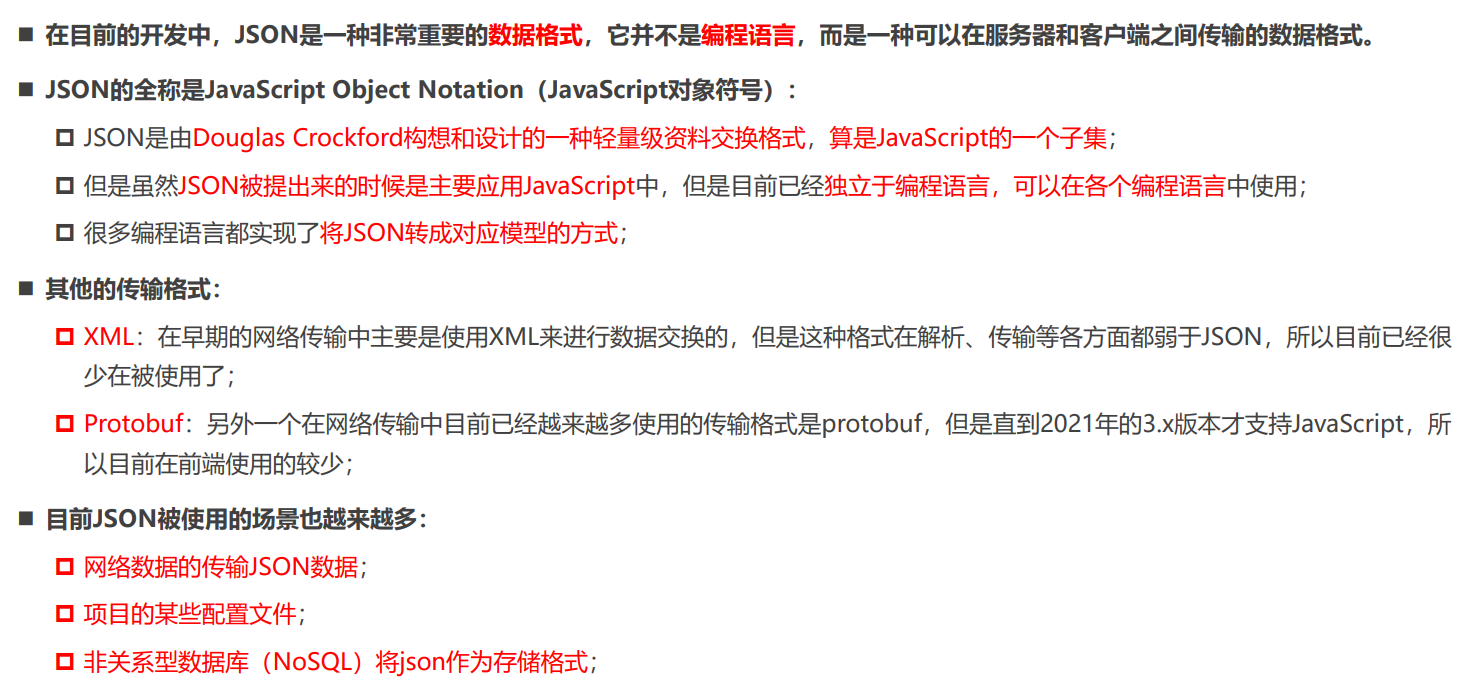 在目前的开发中，JSON是一种非常重要的数据格式，它并不是编程语言，而是一种可以在服务器和客户端之间传输的数据格式。
JSON的全称是JavaScript Object Notation（JavaScript对象符号）：
JSON是由Douglas Crockford构想和设计的一种轻量级资料交换格式，算是JavaScript的一个子集；
但是虽然JSON被提出来的时候是主要应用JavaScript中，但是目前已经独立于编程语言，可以在各个编程语言中使用；
很多编程语言都实现了将JSON转成对应模型的方式；
其他的传输格式：
XML：在早期的网络传输中主要是使用XML来进行数据交换的，但是这种格式在解析、传输等各方面都弱于JSON，所以目前已经很
少在被使用了；
Protobuf：另外一个在网络传输中目前已经越来越多使用的传输格式是protobuf，但是直到2021年的3.x版本才支持JavaScript，所
以目前在前端使用的较少；
目前JSON被使用的场景也越来越多：
网络数据的传输JSON数据；
项目的某些配置文件；
非关系型数据库（NoSQL）将json作为存储格式；